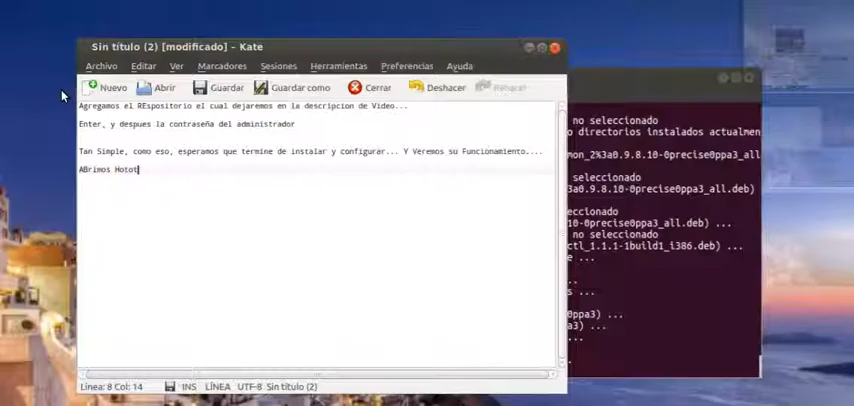 Sin título (2) [modificado] – Kate
Archivo Editar Ver Marcadores Sesiones Herramientas Preferencias Ayuda
Nuevo Abrir Guardar Guardar como Cerrar Deshacer Rehacer
Agregamos el REspositorio el cual dejaremos en la descripcion de Video...
Enter, y despues la contraseña del administrador
Tan Simple, como eso, esperamos que termine de instalar y configurar... Y Veremos su Funcionamiento....
ABrimos Hotot
Línea: 8 Col: 14 INS LÍNEA UTF-8 Sin título (2)
no seleccionado
o directorios instalados actualmen
mon_2%3a0.9.8.10-0precise0ppa3_all
seleccionado
3a0.9.8.10-0precise0ppa3_all.deb)
eccionado
10-0precise0ppa3_all.deb) ...
no seleccionado
ctl_1.1.1-1build1_i386.deb) ...
e ...
..
s ...
0ppa3) ...
a3) ...
...
.